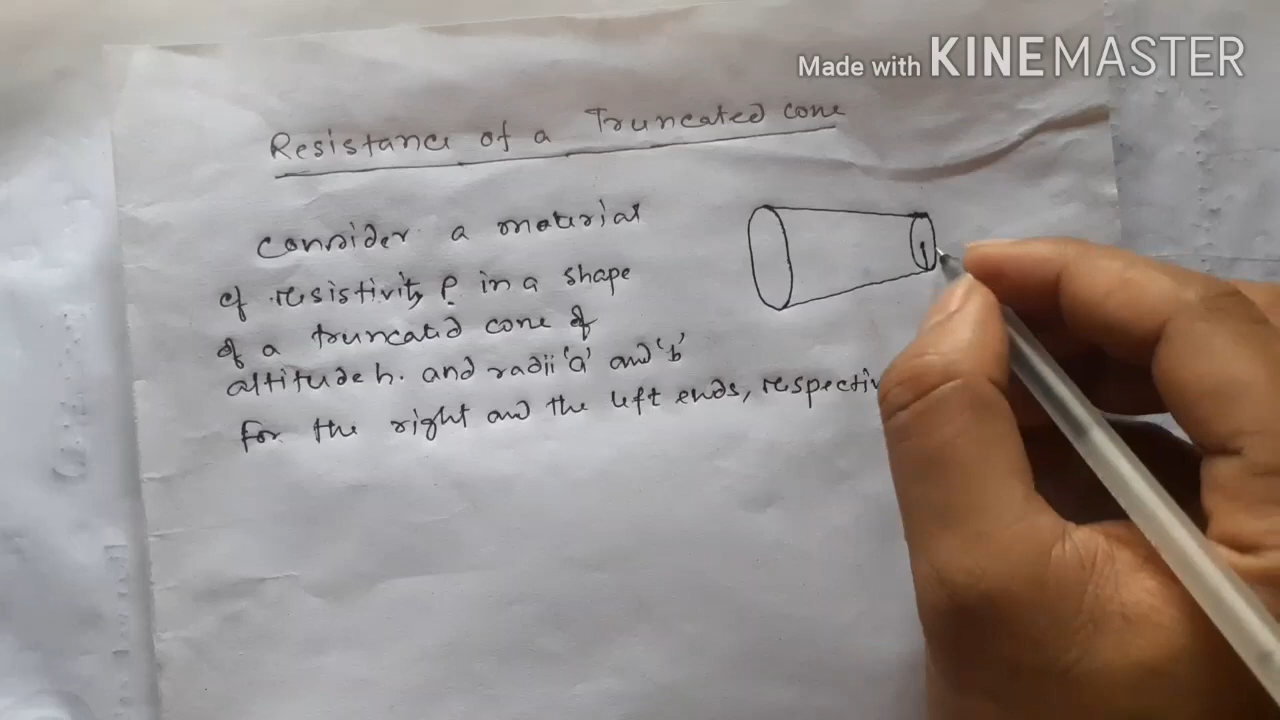 Made with KINEMASTER
Resistance of a Truncated cone
Consider a material
of resistivity ρ in a shape
of a truncated cone of
altitude h. and radii 'a' and 'b'
for the right and the left ends, respectiv